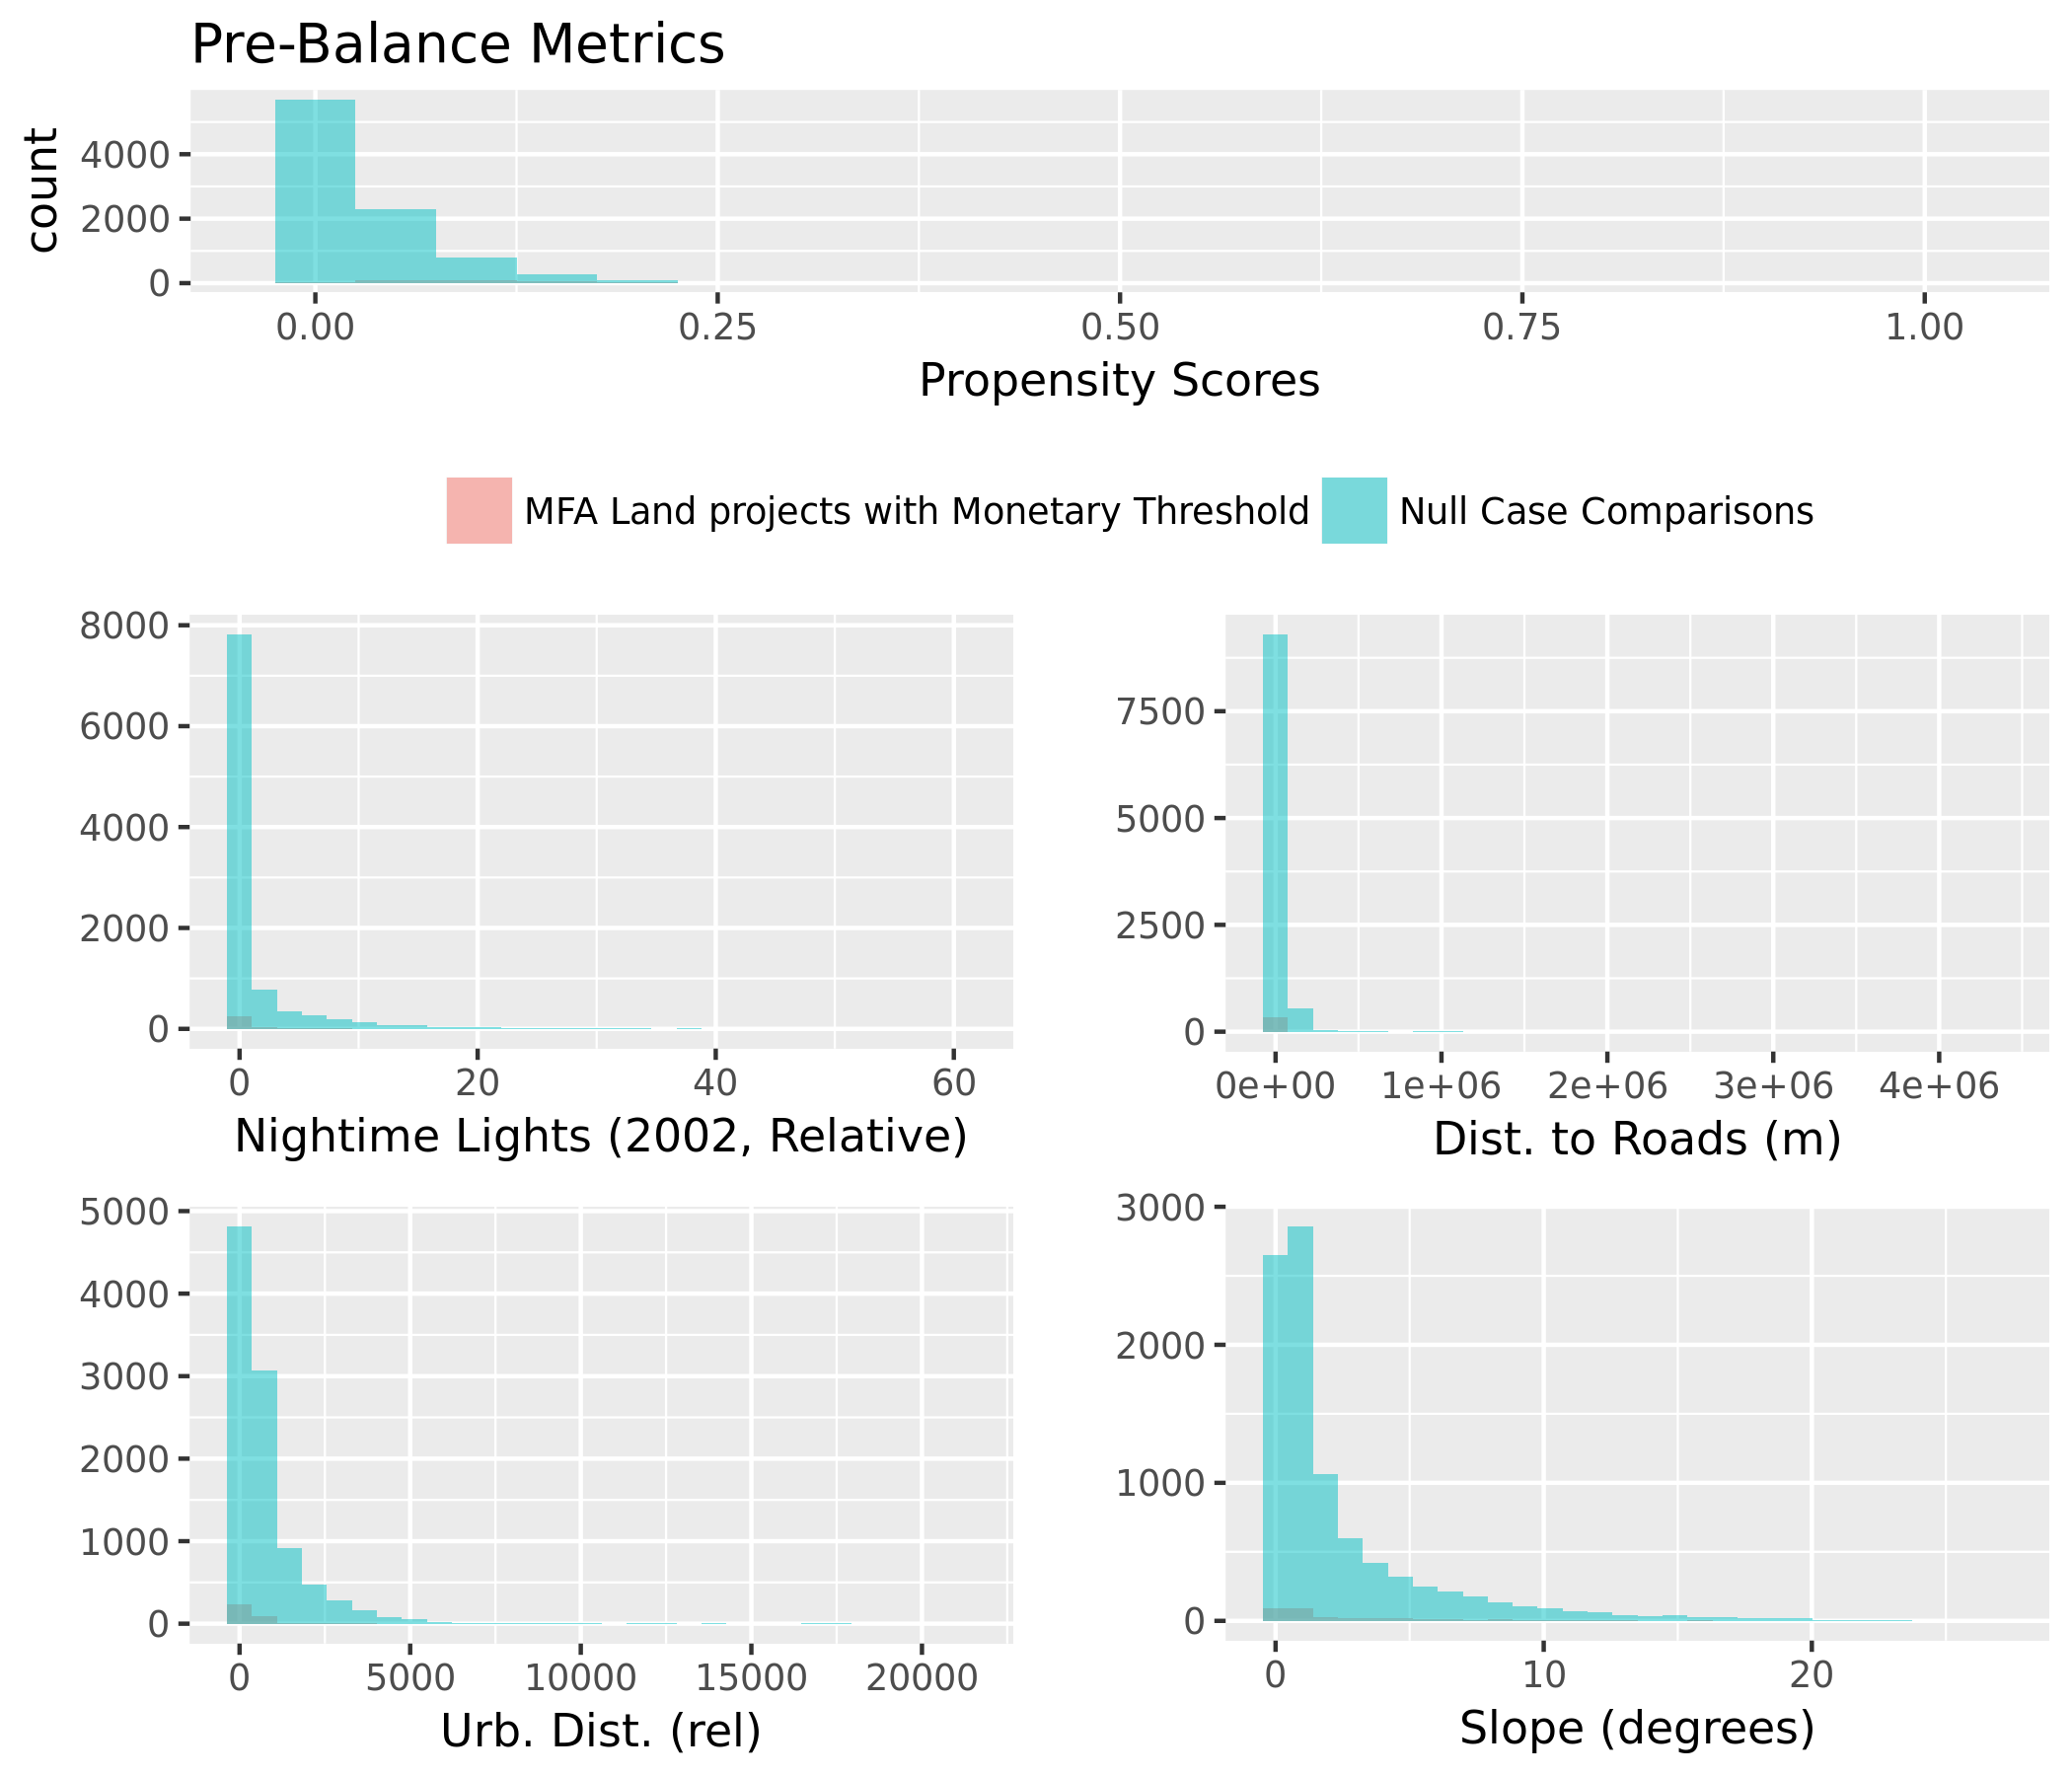 Pre-Balance Metrics
count
4000
2000
0
0.00 0.25 0.50 0.75 1.00
Propensity Scores
MFA Land projects with Monetary Threshold Null Case Comparisons
8000
6000
4000
2000
0
0 20 40 60
Nightime Lights (2002, Relative)
7500
5000
2500
0
0e+00 1e+06 2e+06 3e+06 4e+06
Dist. to Roads (m)
5000
4000
3000
2000
1000
0
0 5000 10000 15000 20000
Urb. Dist. (rel)
3000
2000
1000
0
0 10 20
Slope (degrees)